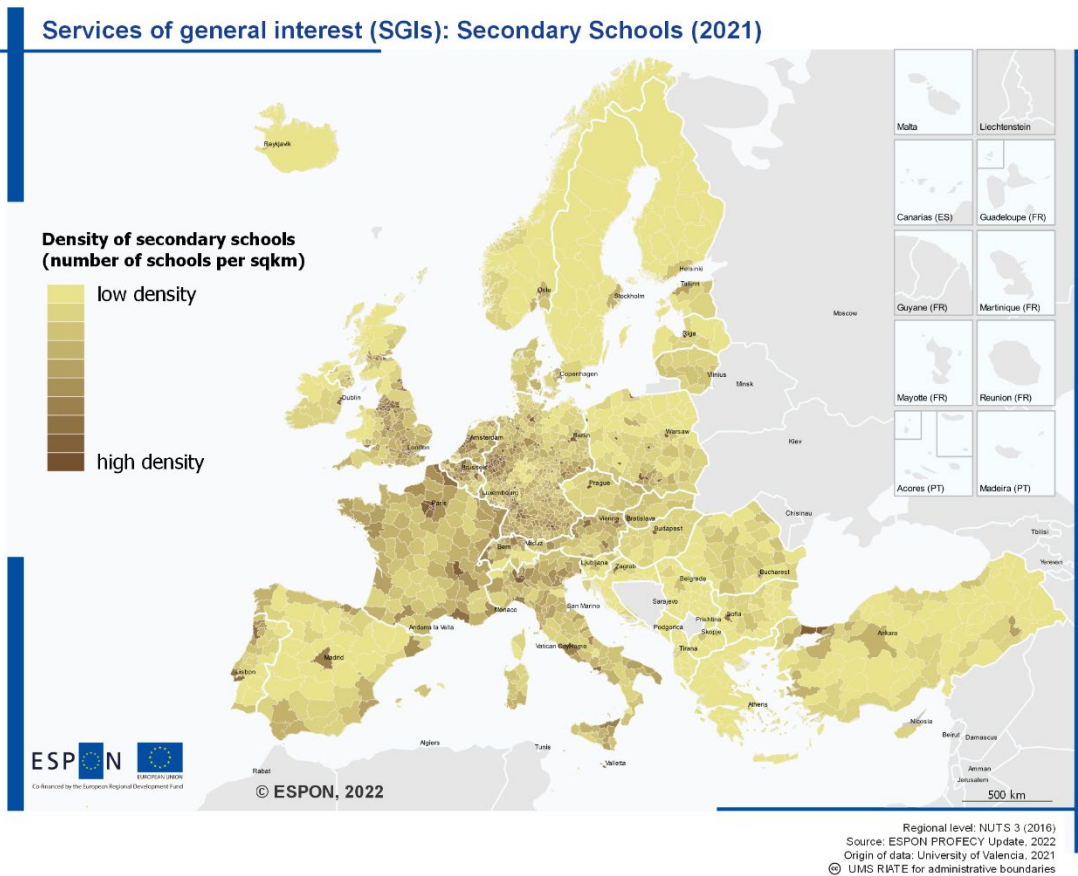 Services of general interest (SGIs): Secondary Schools (2021)
Malta
Liechtenstein
Reykjavik
Canarias (ES)
Guadeloupe (FR)
Density of secondary schools
(number of schools per sqkm)
low density
high density
Helsinki
Tallinn
Oslo
Stockholm
Guyane (FR)
Martinique (FR)
Moscow
Riga
Copenhagen
Vilnius
Minsk
Mayotte (FR)
Reunion (FR)
Dublin
Amsterdam
Berlin
Warsaw
London
Kiev
Brussels
Prague
Luxembourg
Acores (PT)
Madeira (PT)
Paris
Vienna
Bratislava
Chisinau
Budapest
Bern
Vaduz
Tbilisi
Ljubljana
Zagreb
Yerevan
Belgrade
Bucharest
Monaco
San Marino
Sarajevo
Prishtina
Sofia
Andorra la Vella
Podgorica
Skopje
Ankara
Vatican City
Rome
Tirana
Madrid
Lisbon
Athens
Nicosia
Algiers
Tunis
Beirut
Damascus
Valletta
Rabat
Amman
Jerusalem
ESPON
EUROPEAN UNION
Co-financed by the European Regional Development Fund
© ESPON, 2022
500 km
Regional level: NUTS 3 (2016)
Source: ESPON PROFECY Update, 2022
Origin of data: University of Valencia, 2021
cc UMS RIATE for administrative boundaries